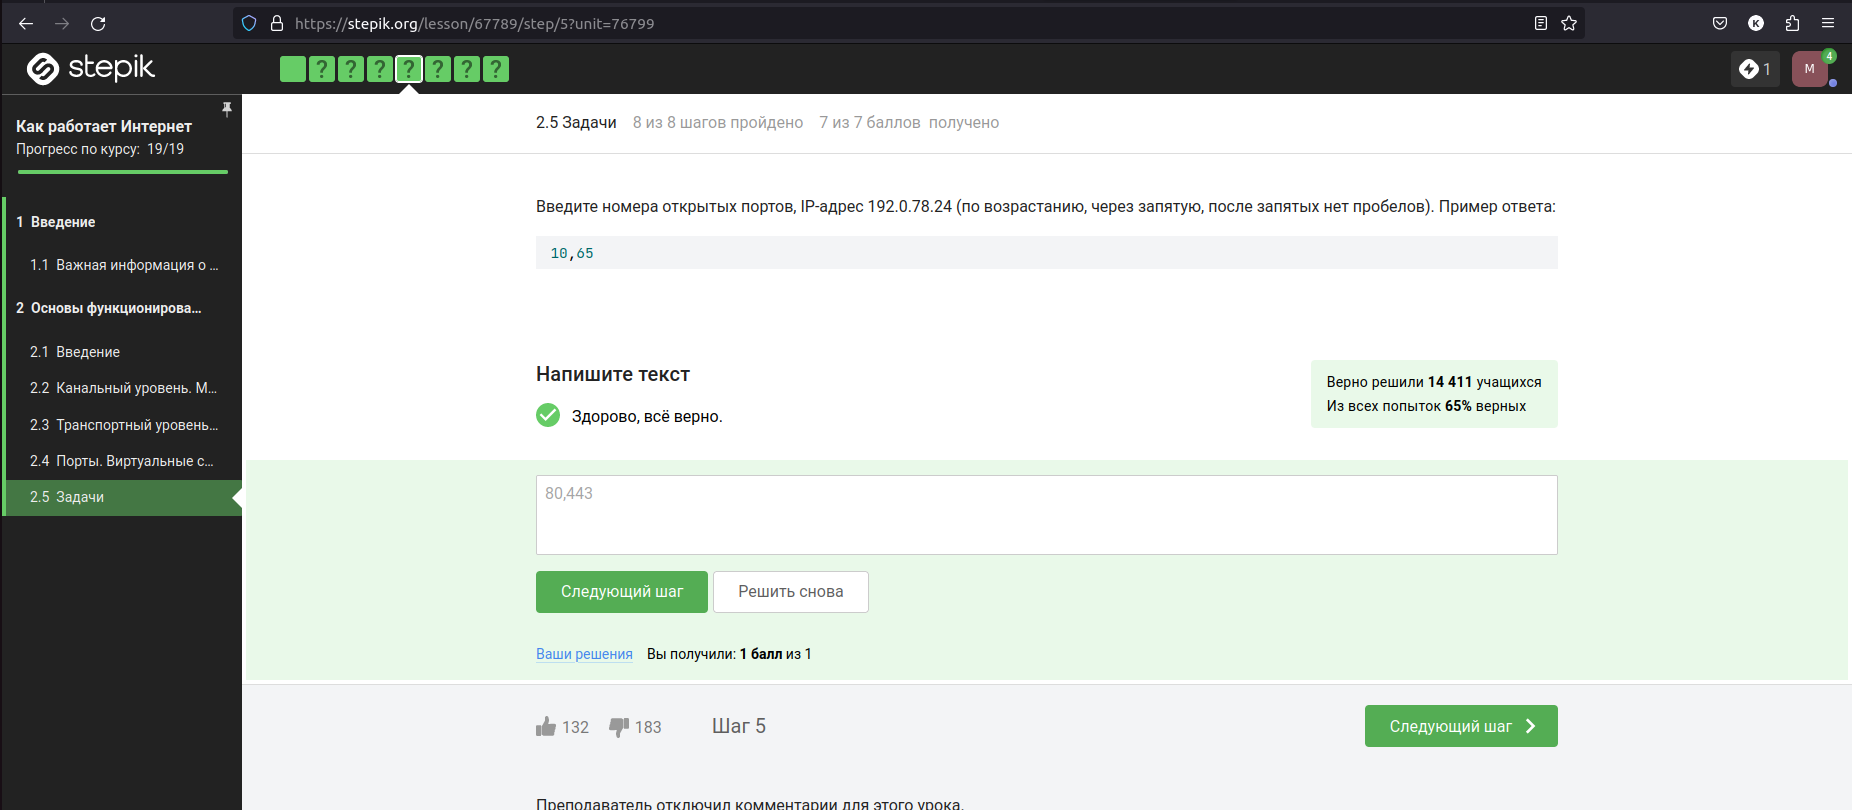 https://stepik.org/lesson/67789/step/5?unit=76799
K
stepik
? ? ? ? ? ? ?
1
M
4
Как работает Интернет
Прогресс по курсу: 19/19
1 Введение
1.1 Важная информация о ...
2 Основы функционирова...
2.1 Введение
2.2 Канальный уровень. М...
2.3 Транспортный уровень...
2.4 Порты. Виртуальные с...
2.5 Задачи
2.5 Задачи 8 из 8 шагов пройдено 7 из 7 баллов получено
Введите номера открытых портов, IP-адрес 192.0.78.24 (по возрастанию, через запятую, после запятых нет пробелов). Пример ответа:
10,65
Напишите текст
Здорово, всё верно.
Верно решили 14 411 учащихся
Из всех попыток 65% верных
80,443
Следующий шаг
Решить снова
Ваши решения Вы получили: 1 балл из 1
132 183 Шаг 5
Следующий шаг
Преподаватель отключил комментарии для этого урока.